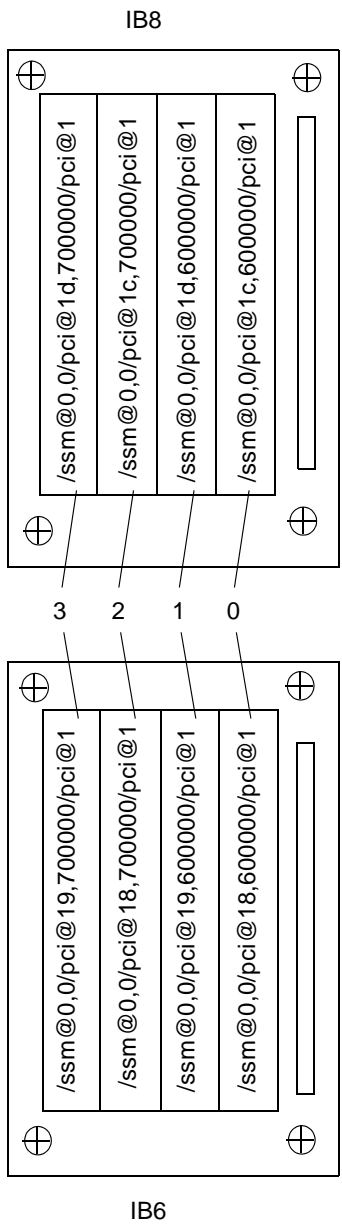 IB8
/ssm@0,0/pci@1d,700000/pci@1
/ssm@0,0/pci@1c,700000/pci@1
/ssm@0,0/pci@1d,600000/pci@1
/ssm@0,0/pci@1c,600000/pci@1
3 2 1 0
/ssm@0,0/pci@19,700000/pci@1
/ssm@0,0/pci@18,700000/pci@1
/ssm@0,0/pci@19,600000/pci@1
/ssm@0,0/pci@18,600000/pci@1
IB6